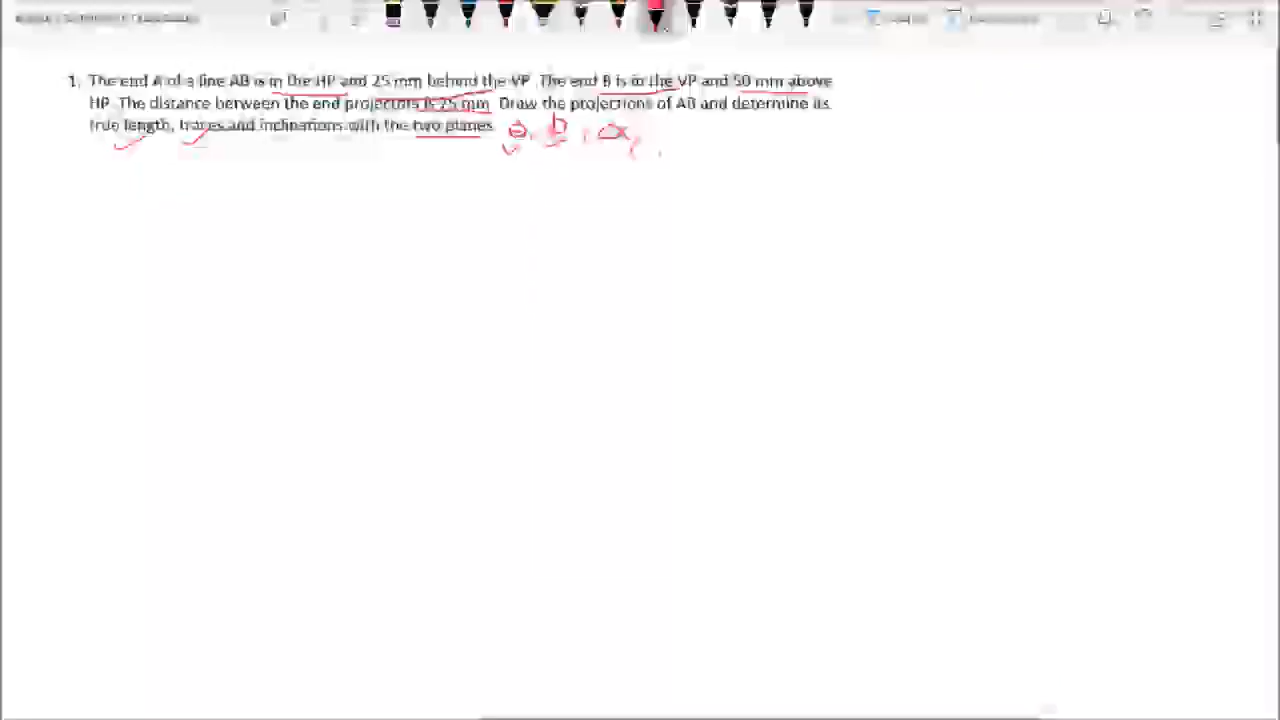 1. The end A of a line AB is in the HP and 25 mm behind the VP. The end B is in the VP and 50 mm above
HP. The distance between the end projectors is 75 mm. Draw the projections of AB and determine its
true length, traces and inclinations with the two planes. θ, Φ, α,